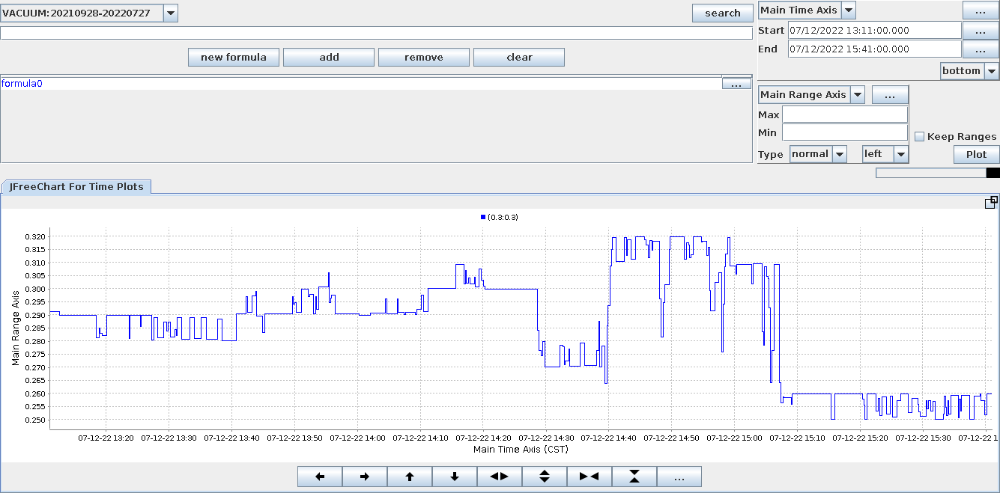 VACUUM:20210928-20220727
search
new formula add remove clear
formula0
...
Main Time Axis ...
Start 07/12/2022 13:11:00.000 ...
End 07/12/2022 15:41:00.000 ...
bottom
Main Range Axis ...
Max
Min
Keep Ranges
Type normal left Plot
JFreeChart For Time Plots
(0.3:0.3)
Main Range Axis
0.320
0.315
0.310
0.305
0.300
0.295
0.290
0.285
0.280
0.275
0.270
0.265
0.260
0.255
0.250
07-12-22 13:20 07-12-22 13:30 07-12-22 13:40 07-12-22 13:50 07-12-22 14:00 07-12-22 14:10 07-12-22 14:20 07-12-22 14:30 07-12-22 14:40 07-12-22 14:50 07-12-22 15:00 07-12-22 15:10 07-12-22 15:20 07-12-22 15:30 07-12-22 1
Main Time Axis (CST)
...